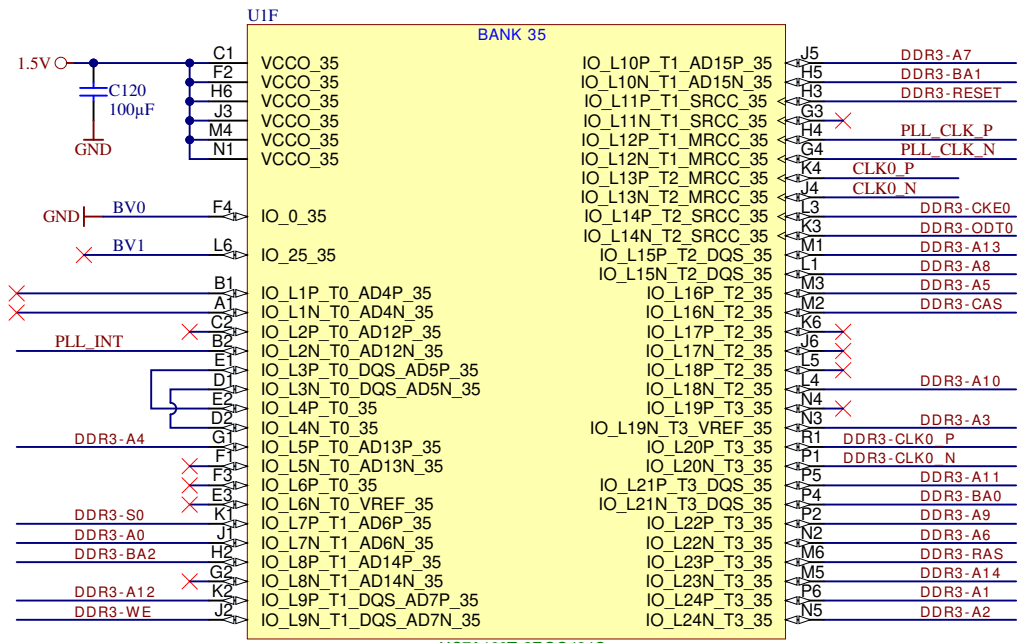 U1F
BANK 35
1.5V
C120
100µF
GND
C1 VCCO_35
F2 VCCO_35
H6 VCCO_35
J3 VCCO_35
M4 VCCO_35
N1 VCCO_35
GND BV0 F4 IO_0_35
BV1 L6 IO_25_35
B1 IO_L1P_T0_AD4P_35
A1 IO_L1N_T0_AD4N_35
C2 IO_L2P_T0_AD12P_35
PLL_INT B2 IO_L2N_T0_AD12N_35
E1 IO_L3P_T0_DQS_AD5P_35
D1 IO_L3N_T0_DQS_AD5N_35
E2 IO_L4P_T0_35
D2 IO_L4N_T0_35
DDR3-A4 G1 IO_L5P_T0_AD13P_35
F1 IO_L5N_T0_AD13N_35
F3 IO_L6P_T0_35
E3 IO_L6N_T0_VREF_35
DDR3-S0 K1 IO_L7P_T1_AD6P_35
DDR3-A0 J1 IO_L7N_T1_AD6N_35
DDR3-BA2 H2 IO_L8P_T1_AD14P_35
G2 IO_L8N_T1_AD14N_35
DDR3-A12 K2 IO_L9P_T1_DQS_AD7P_35
DDR3-WE J2 IO_L9N_T1_DQS_AD7N_35
IO_L10P_T1_AD15P_35 J5 DDR3-A7
IO_L10N_T1_AD15N_35 H5 DDR3-BA1
IO_L11P_T1_SRCC_35 H3 DDR3-RESET
IO_L11N_T1_SRCC_35 G3
IO_L12P_T1_MRCC_35 H4 PLL_CLK_P
IO_L12N_T1_MRCC_35 G4 PLL_CLK_N
IO_L13P_T2_MRCC_35 K4 CLK0_P
IO_L13N_T2_MRCC_35 J4 CLK0_N
IO_L14P_T2_SRCC_35 L3 DDR3-CKE0
IO_L14N_T2_SRCC_35 K3 DDR3-ODT0
IO_L15P_T2_DQS_35 M1 DDR3-A13
IO_L15N_T2_DQS_35 L1 DDR3-A8
IO_L16P_T2_35 M3 DDR3-A5
IO_L16N_T2_35 M2 DDR3-CAS
IO_L17P_T2_35 K6
IO_L17N_T2_35 J6
IO_L18P_T2_35 L5
IO_L18N_T2_35 L4 DDR3-A10
IO_L19P_T3_35 N4
IO_L19N_T3_VREF_35 N3 DDR3-A3
IO_L20P_T3_35 R1 DDR3-CLK0_P
IO_L20N_T3_35 P1 DDR3-CLK0_N
IO_L21P_T3_DQS_35 P5 DDR3-A11
IO_L21N_T3_DQS_35 P4 DDR3-BA0
IO_L22P_T3_35 P2 DDR3-A9
IO_L22N_T3_35 N2 DDR3-A6
IO_L23P_T3_35 M6 DDR3-RAS
IO_L23N_T3_35 M5 DDR3-A14
IO_L24P_T3_35 P6 DDR3-A1
IO_L24N_T3_35 N5 DDR3-A2